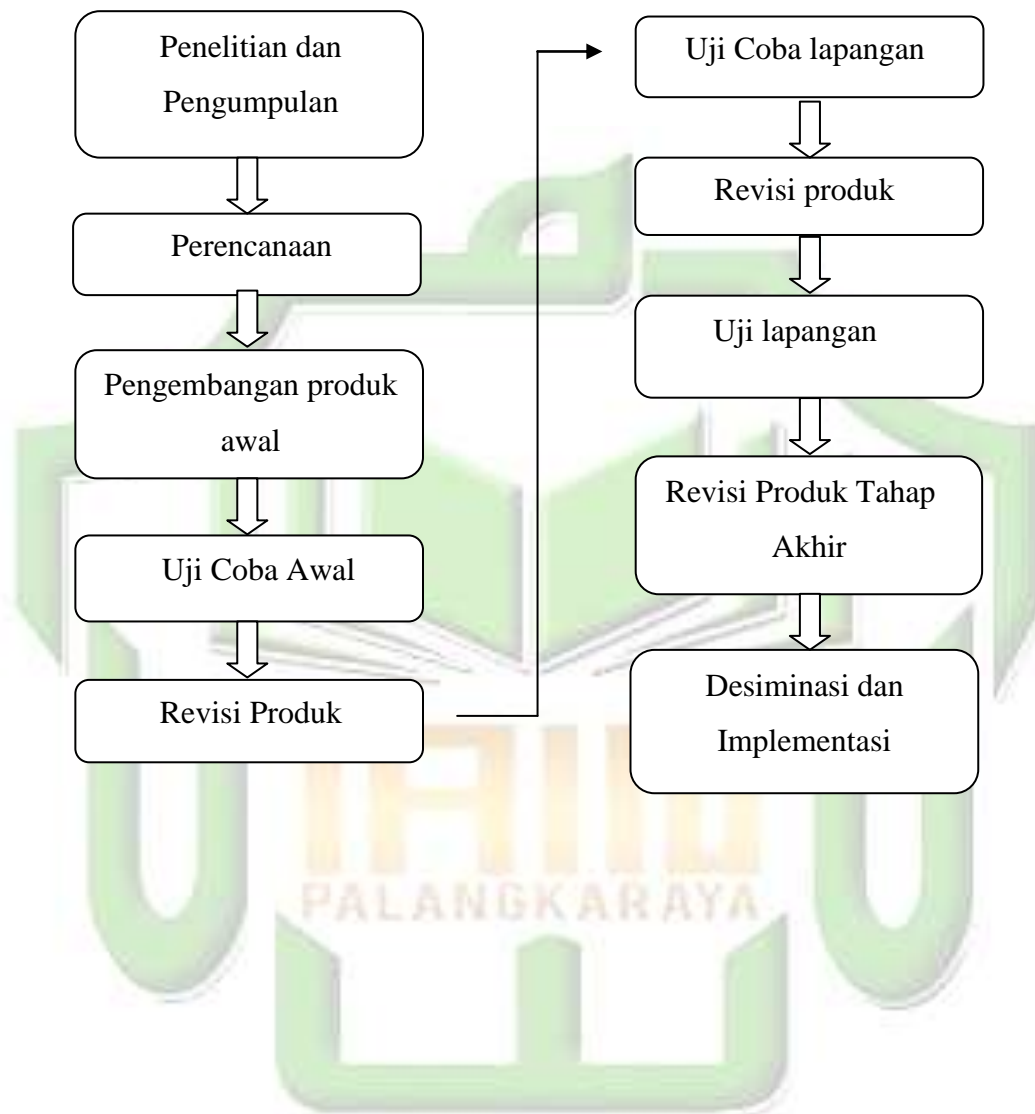 Penelitian dan
Pengumpulan
Perencanaan
Pengembangan produk
awal
Uji Coba Awal
Revisi Produk
Uji Coba lapangan
Revisi produk
Uji lapangan
Revisi Produk Tahap
Akhir
Desiminasi dan
Implementasi
IAIN
PALANGKARAYA